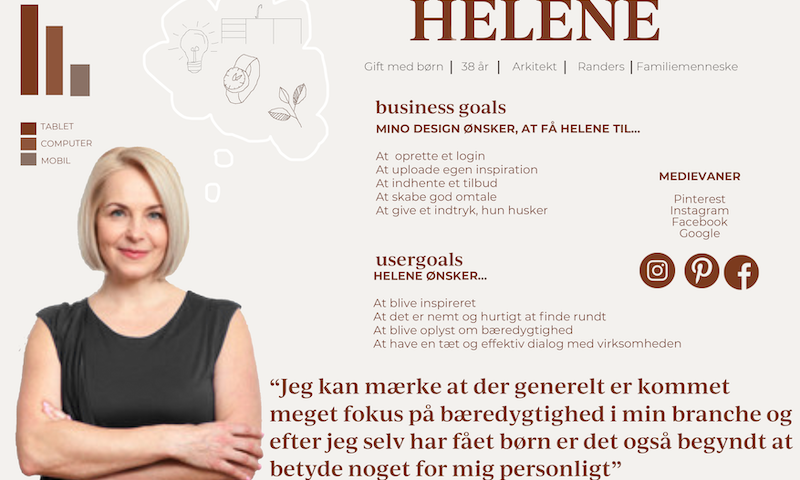 HELENE
Gift med børn | 38 år | Arkitekt | Randers | Familiemenneske
TABLET
COMPUTER
MOBIL
business goals
MINO DESIGN ØNSKER, AT FÅ HELENE TIL...
At oprette et login
At uploade egen inspiration
At indhente et tilbud
At skabe god omtale
At give et indtryk, hun husker
MEDIEVANER
Pinterest
Instagram
Facebook
Google
usergoals
HELENE ØNSKER...
At blive inspireret
At det er nemt og hurtigt at finde rundt
At blive oplyst om bæredygtighed
At have en tæt og effektiv dialog med virksomheden
“Jeg kan mærke at der generelt er kommet
meget fokus på bæredygtighed i min branche og
efter jeg selv har fået børn er det også begyndt at
betyde noget for mig personligt”